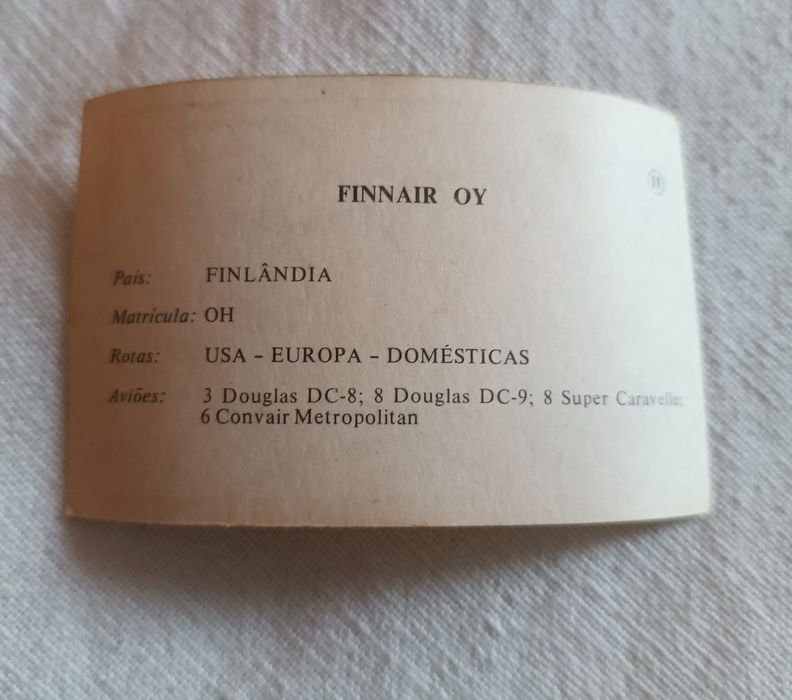 FINNAIR OY
País: FINLÂNDIA
Matrícula: OH
Rotas: USA – EUROPA – DOMÉSTICAS
Aviões: 3 Douglas DC-8; 8 Douglas DC-9; 8 Super Caravelle;
6 Convair Metropolitan